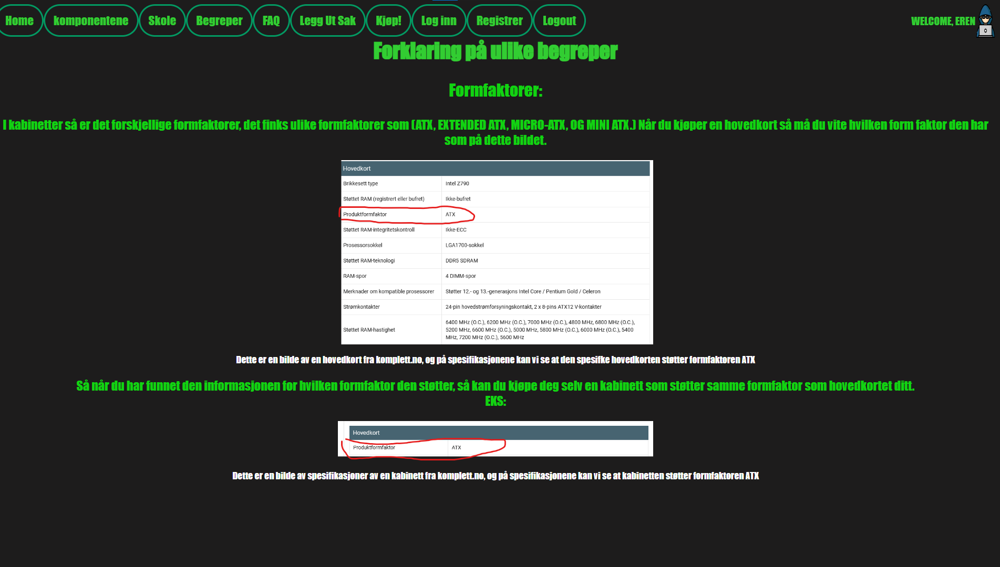 Home komponentene Skole Begreper FAQ Legg Ut Sak Kjøp! Log inn Registrer Logout WELCOME, EREN
Forklaring på ulike begreper
Formfaktorer:
I kabinetter så er det forskjellige formfaktorer, det finks ulike formfaktorer som (ATX, EXTENDED ATX, MICRO-ATX, OG MINI ATX.) Når du kjøper en hovedkort så må du vite hvilken form faktor den har
som på dette bildet.
Hovedkort
Brikkesett type Intel Z790
Støttet RAM (registrert eller bufret) Ikke-bufret
Produktformfaktor ATX
Støttet RAM-integritetskontroll Ikke-ECC
Prosessorsokkel LGA1700-sokkel
Støttet RAM-teknologi DDR5 SDRAM
RAM-spor 4 DIMM-spor
Merknader om kompatible prosessorer Støtter 12.- og 13.-generasjons Intel Core / Pentium Gold / Celeron
Strømkontakter 24-pin hovedstrømforsyningskontakt, 2 x 8-pins ATX12 V-kontakter
Støttet RAM-hastighet 6400 MHz (O.C.), 6200 MHz (O.C.), 7000 MHz (O.C.), 4800 MHz, 6800 MHz (O.C.),
5200 MHz, 6600 MHz (O.C.), 5000 MHz, 5800 MHz (O.C.), 6000 MHz (O.C.), 5400
MHz, 7200 MHz (O.C.), 5600 MHz
Dette er en bilde av en hovedkort fra komplett.no, og på spesifikasjonene kan vi se at den spesifke hovedkorten støtter formfaktoren ATX
Så når du har funnet den informasjonen for hvilken formfaktor den støtter, så kan du kjøpe deg selv en kabinett som støtter samme formfaktor som hovedkortet ditt.
EKS:
Hovedkort
Produktformfaktor ATX
Dette er en bilde av spesifikasjoner av en kabinett fra komplett.no, og på spesifikasjonene kan vi se at kabinetten støtter formfaktoren ATX